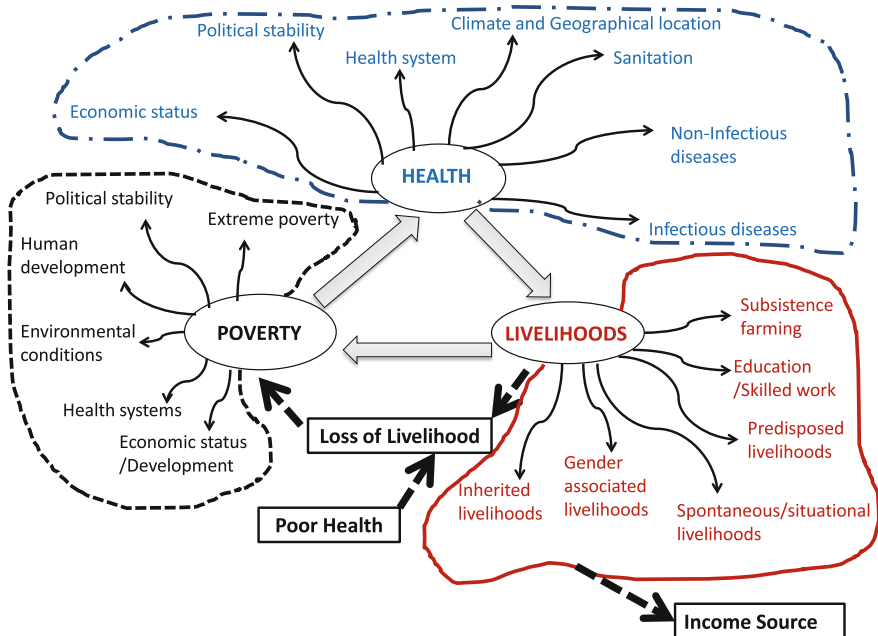 Political stability
Climate and Geographical location
Health system
Sanitation
Economic status
Non-Infectious
diseases
HEALTH
Infectious diseases
Political stability
Extreme poverty
Human
development
Environmental
conditions
POVERTY
Health systems
Economic status
/Development
LIVELIHOODS
Subsistence
farming
Education
/Skilled work
Predisposed
livelihoods
Spontaneous/situational
livelihoods
Gender
associated
livelihoods
Inherited
livelihoods
Loss of Livelihood
Poor Health
Income Source